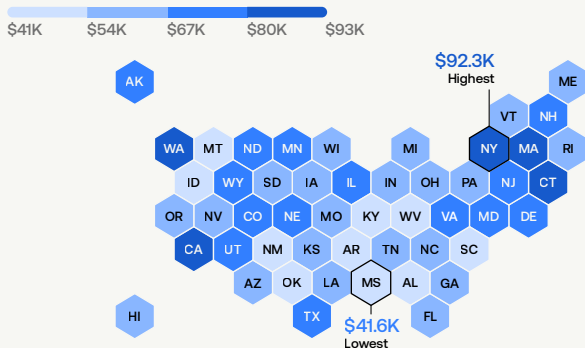 $41K $54K $67K $80K $93K
$92.3K
Highest
AK ME
VT NH
WA MT ND MN WI MI NY MA RI
ID WY SD IA IL IN OH PA NJ CT
OR NV CO NE MO KY WV VA MD DE
CA UT NM KS AR TN NC SC
AZ OK LA MS AL GA
HI TX FL
$41.6K
Lowest